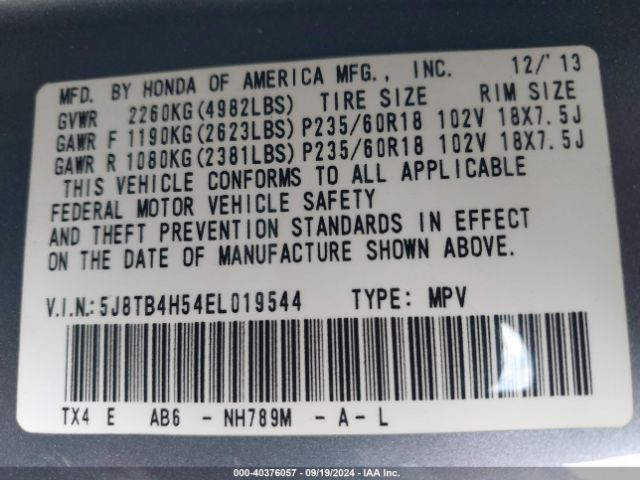 MFD. BY HONDA OF AMERICA MFG., INC. 12/'13
GVWR 2260KG(4982LBS) TIRE SIZE RIM SIZE
GAWR F 1190KG(2623LBS)P235/60R18 102V 18X7.5J
GAWR R 1080KG(2381LBS)P235/60R18 102V 18X7.5J
THIS VEHICLE CONFORMS TO ALL APPLICABLE
FEDERAL MOTOR VEHICLE SAFETY
AND THEFT PREVENTION STANDARDS IN EFFECT
ON THE DATE OF MANUFACTURE SHOWN ABOVE.
V.I.N.:5J8TB4H54EL019544 TYPE: MPV
TX4 E AB6 - NH789M - A - L
000-40376057 - 09/19/2024 - IAA Inc.